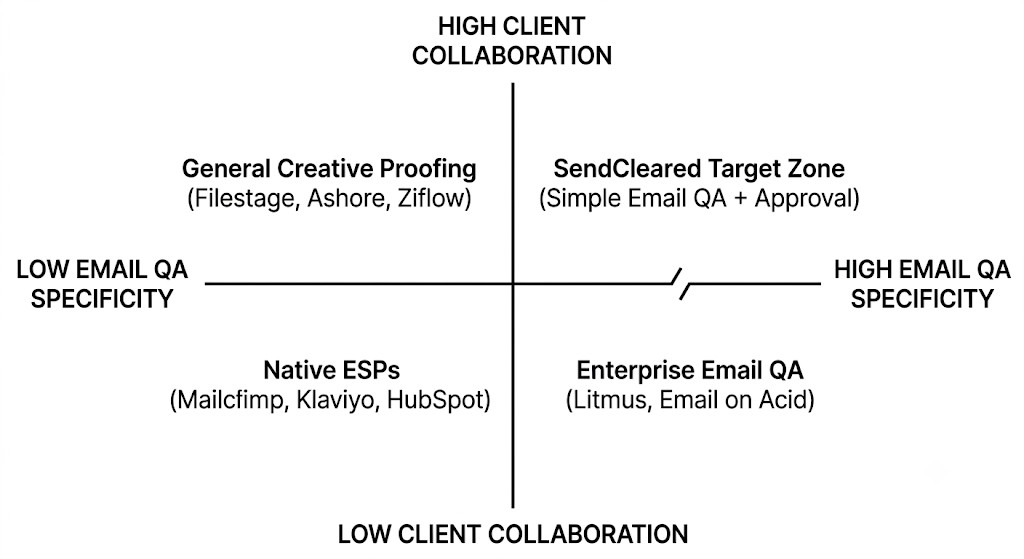 HIGH CLIENT
COLLABORATION
General Creative Proofing
(Filestage, Ashore, Ziflow)
SendCleared Target Zone
(Simple Email QA + Approval)
LOW EMAIL QA
SPECIFICITY
HIGH EMAIL QA
SPECIFICITY
Native ESPs
(Mailcfimp, Klaviyo, HubSpot)
Enterprise Email QA
(Litmus, Email on Acid)
LOW CLIENT COLLABORATION